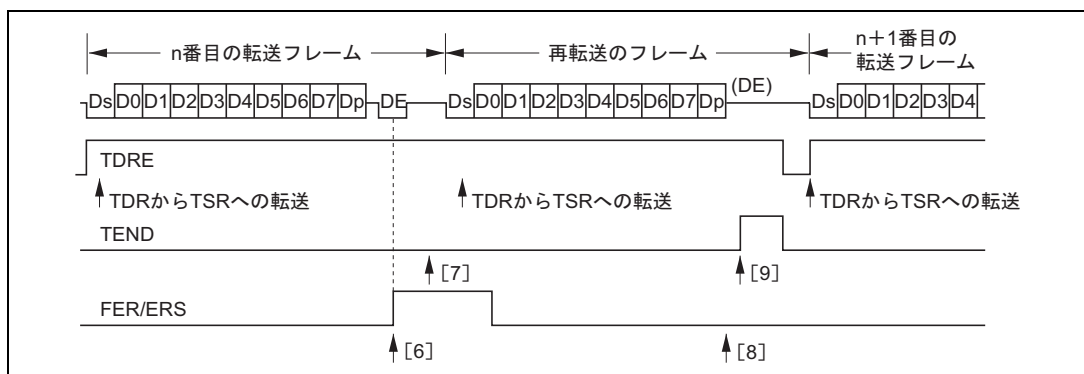 n番目の転送フレーム
再転送のフレーム
n+1番目の
転送フレーム
Ds D0 D1 D2 D3 D4 D5 D6 D7 Dp DE
Ds D0 D1 D2 D3 D4 D5 D6 D7 Dp (DE)
Ds D0 D1 D2 D3 D4
TDRE
TDRからTSRへの転送
TDRからTSRへの転送
TDRからTSRへの転送
TEND
[7]
[9]
FER/ERS
[6]
[8]